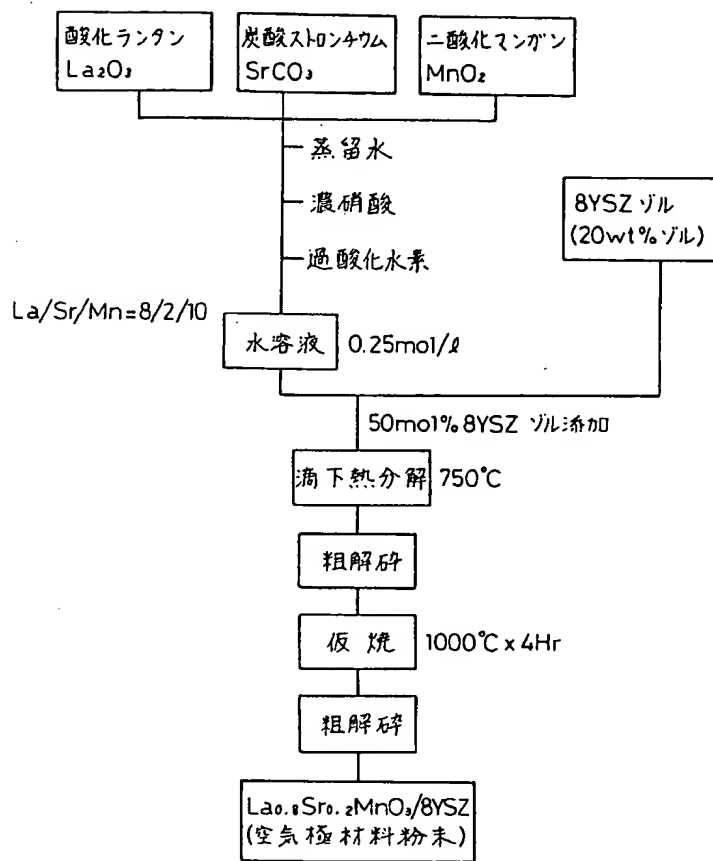 酸化ランタン
La₂O₃
炭酸ストロンチウム
SrCO₃
二酸化マンガン
MnO₂
蒸留水
濃硝酸
過酸化水素
8YSZ ゾル
(20wt%ゾル)
La/Sr/Mn=8/2/10
水溶液
0.25mol/ℓ
50mol%8YSZ ゾル添加
滴下熱分解
750℃
粗解砕
仮焼
1000℃x4Hr
粗解砕
La₀.₈Sr₀.₂MnO₃/8YSZ
(空気極材料粉末)